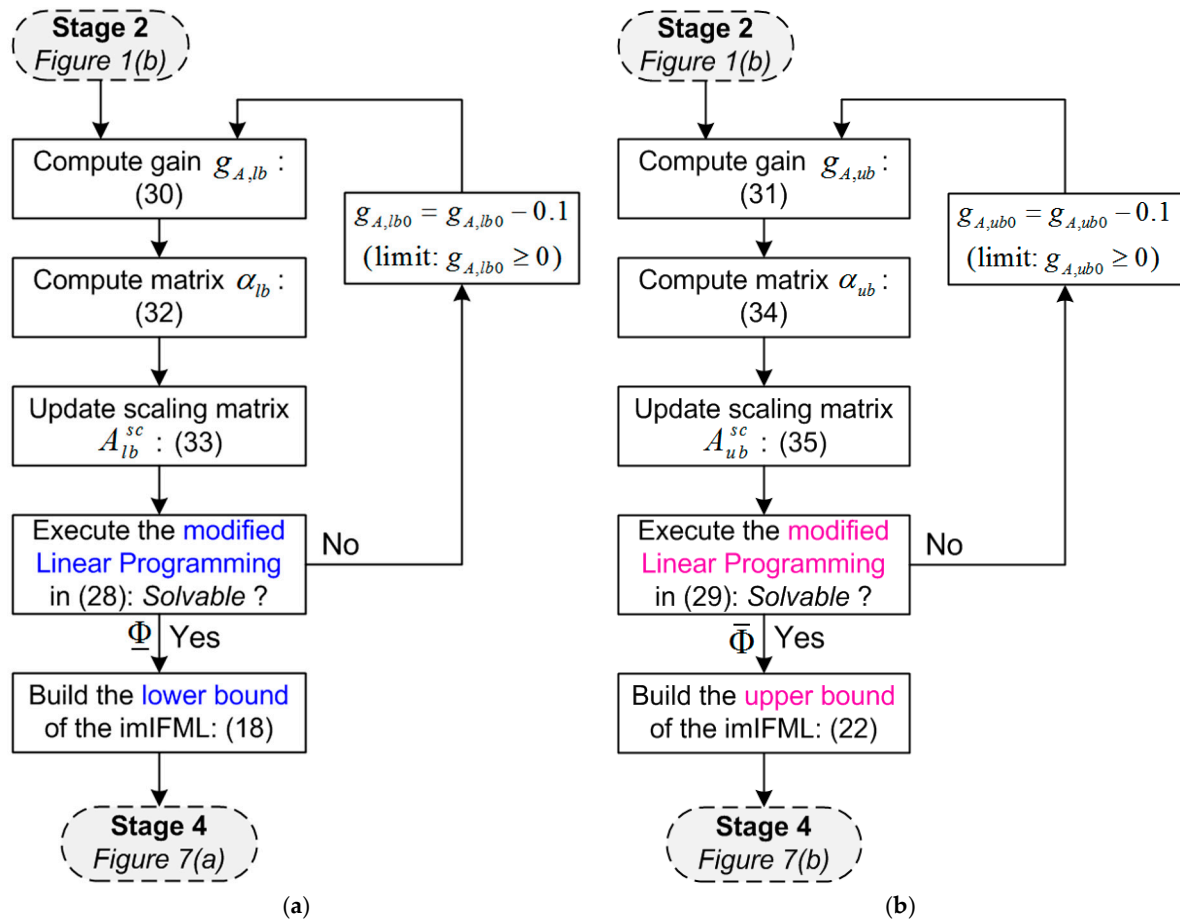 Stage 2
Figure 1(b)
Compute gain g_{A,lb} :
(30)
g_{A,lb0} = g_{A,lb0} − 0.1
(limit: g_{A,lb0} ≥ 0)
Compute matrix α_{lb} :
(32)
Update scaling matrix
A_{lb}^{sc} : (33)
Execute the modified
Linear Programming
in (28): Solvable ?
No
Φ̲ Yes
Build the lower bound
of the imIFML: (18)
Stage 4
Figure 7(a)
(a)
Stage 2
Figure 1(b)
Compute gain g_{A,ub} :
(31)
g_{A,ub0} = g_{A,ub0} − 0.1
(limit: g_{A,ub0} ≥ 0)
Compute matrix α_{ub} :
(34)
Update scaling matrix
A_{ub}^{sc} : (35)
Execute the modified
Linear Programming
in (29): Solvable ?
No
Φ̅ Yes
Build the upper bound
of the imIFML: (22)
Stage 4
Figure 7(b)
(b)